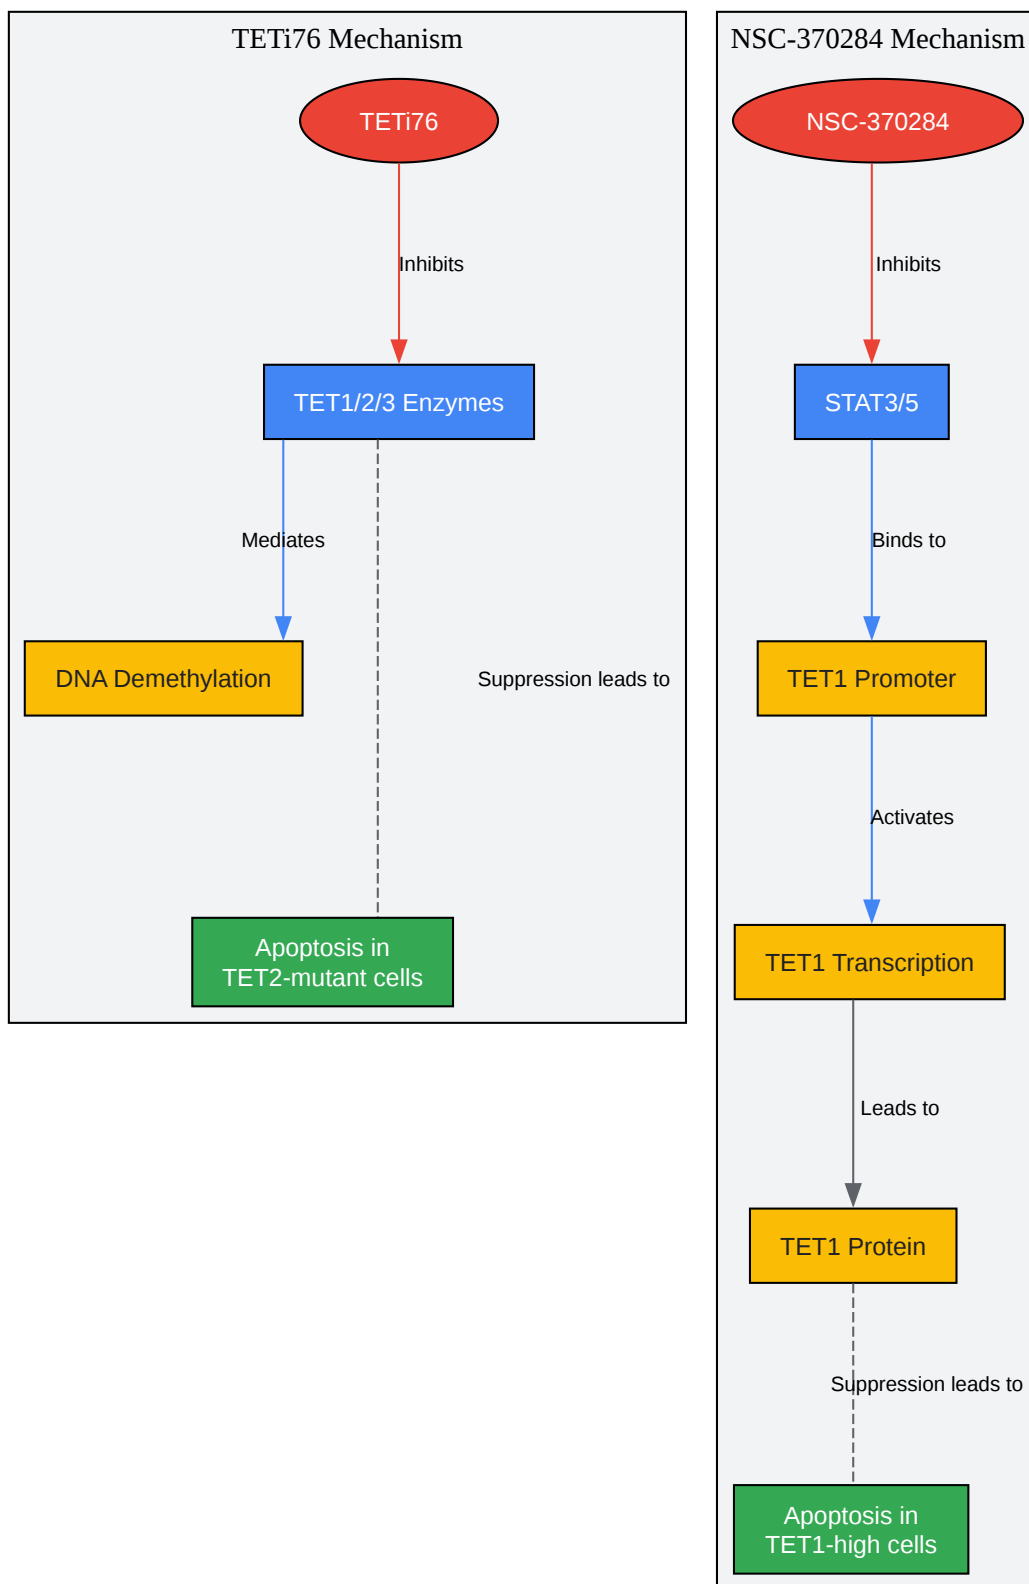 TETi76 Mechanism
TETi76
Inhibits
TET1/2/3 Enzymes
Mediates
DNA Demethylation
Suppression leads to
Apoptosis in
TET2-mutant cells
NSC-370284 Mechanism
NSC-370284
Inhibits
STAT3/5
Binds to
TET1 Promoter
Activates
TET1 Transcription
Leads to
TET1 Protein
Suppression leads to
Apoptosis in
TET1-high cells